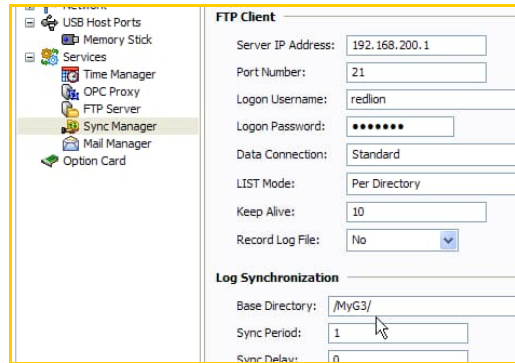 USB Host Ports
Memory Stick
Services
Time Manager
OPC Proxy
FTP Server
Sync Manager
Mail Manager
Option Card
FTP Client
Server IP Address: 192.168.200.1
Port Number: 21
Logon Username: redlion
Logon Password: •••••••
Data Connection: Standard
LIST Mode: Per Directory
Keep Alive: 10
Record Log File: No
Log Synchronization
Base Directory: /MyG3/
Sync Period: 1
Sync Delay: 0